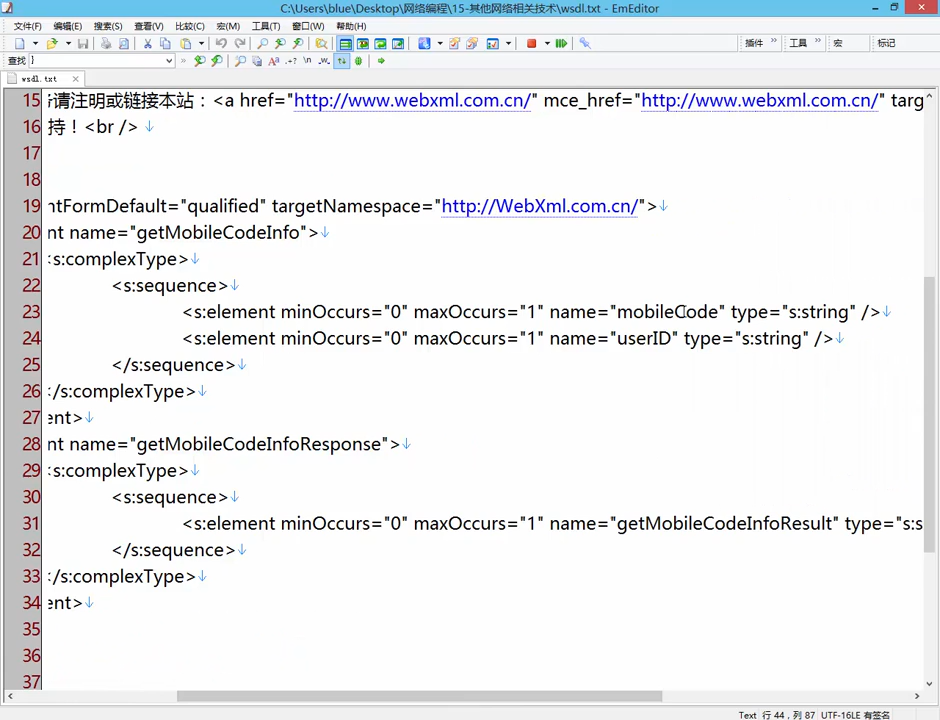 C:\Users\blue\Desktop\网络编程\15-其他网络相关技术\wsdl.txt - EmEditor
文件(F) 编辑(E) 搜索(S) 查看(V) 比较(C) 宏(M) 工具(T) 窗口(W) 帮助(H)
插件 » 工具 » 宏 标记
查找 ]
wsdl.txt ×
15 请注明或链接本站：<a href="http://www.webxml.com.cn/" mce_href="http://www.webxml.com.cn/" targ
16 持！<br />↓
17
18
19 ntFormDefault="qualified" targetNamespace="http://WebXml.com.cn/">↓
20 nt name="getMobileCodeInfo">↓
21 <s:complexType>↓
22 <s:sequence>↓
23 <s:element minOccurs="0" maxOccurs="1" name="mobileCode" type="s:string" />↓
24 <s:element minOccurs="0" maxOccurs="1" name="userID" type="s:string" />↓
25 </s:sequence>↓
26 </s:complexType>↓
27 ent>↓
28 nt name="getMobileCodeInfoResponse">↓
29 <s:complexType>↓
30 <s:sequence>↓
31 <s:element minOccurs="0" maxOccurs="1" name="getMobileCodeInfoResult" type="s:s
32 </s:sequence>↓
33 </s:complexType>↓
34 ent>↓
35
36
37
Text 行 44, 列 87 UTF-16LE 有签名